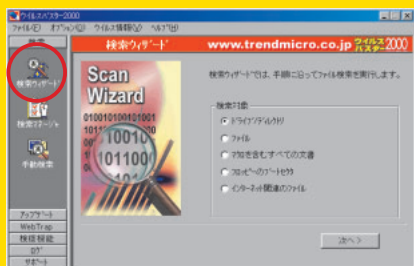 ウイルスバスター2000
ファイル(F) オプション(O) ウイルス情報(V) ヘルプ(H)
検索
検索ウィザード
www.trendmicro.co.jp
ウイルスバスター2000
検索ウィザード
検索マネージャ
手動検索
アップデート
WebTrap
検疫機能
ログ
サポート
Scan
Wizard
検索ウィザードでは、手順に沿ってファイル検索を実行します。
検索対象
ドライブ/ディレクトリ
ファイル
マクロを含むすべての文書
フロッピーのブートセクタ
インターネット関連のファイル
次へ >